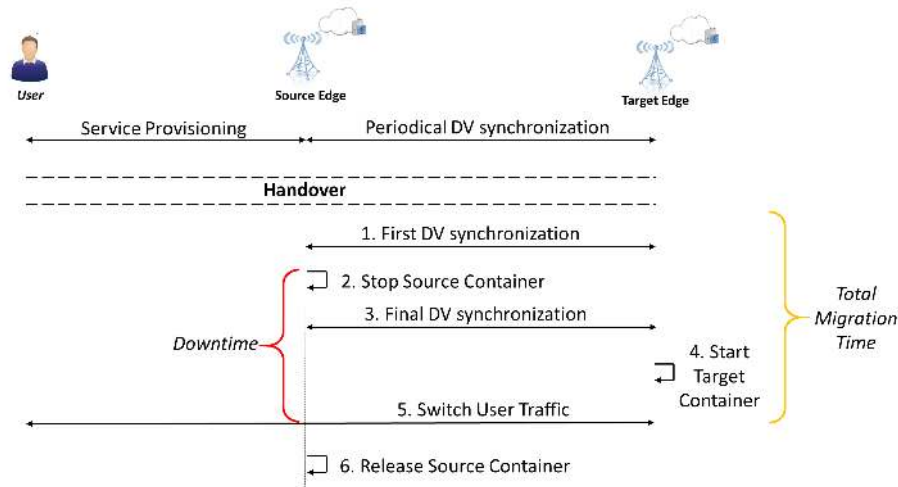 User
Source Edge
Target Edge
Service Provisioning
Periodical DV synchronization
Handover
1. First DV synchronization
2. Stop Source Container
3. Final DV synchronization
Downtime
Total
Migration
Time
4. Start
Target
Container
5. Switch User Traffic
6. Release Source Container